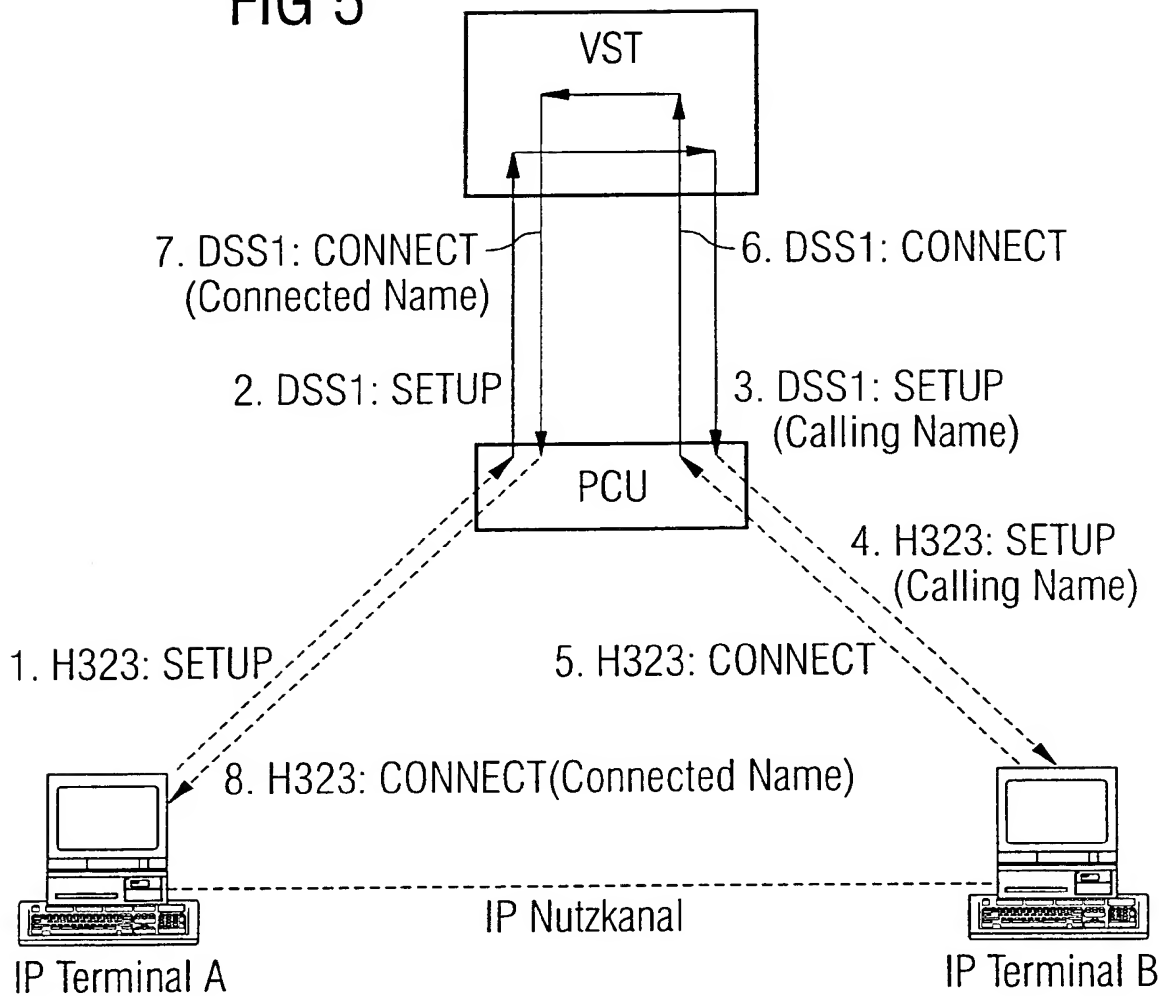 FIG 5
VST
7. DSS1: CONNECT
(Connected Name)
6. DSS1: CONNECT
2. DSS1: SETUP
3. DSS1: SETUP
(Calling Name)
PCU
4. H323: SETUP
(Calling Name)
1. H323: SETUP
5. H323: CONNECT
8. H323: CONNECT(Connected Name)
IP Nutzkanal
IP Terminal A
IP Terminal B